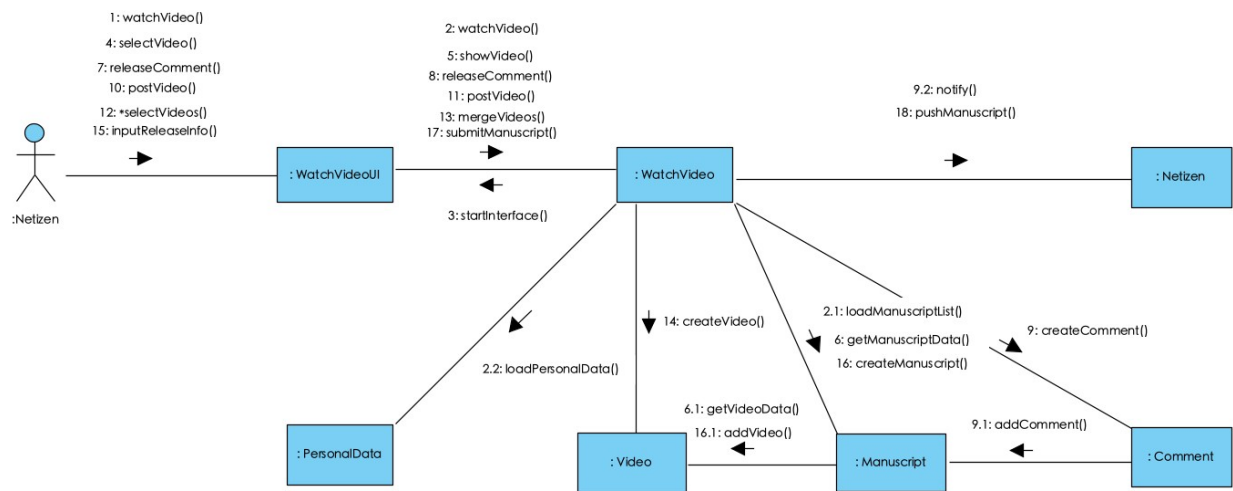 1: watchVideo()
4: selectVideo()
7: releaseComment()
10: postVideo()
12: *selectVideos()
15: inputReleaseInfo()
2: watchVideo()
5: showVideo()
8: releaseComment()
11: postVideo()
13: mergeVideos()
17: submitManuscript()
9.2: notify()
18: pushManuscript()
:Netizen
: WatchVideoUI
: WatchVideo
: Netizen
3: startInterface()
2.1: loadManuscriptList()
14: createVideo()
6: getManuscriptData()
9: createComment()
16: createManuscript()
2.2: loadPersonalData()
6.1: getVideoData()
16.1: addVideo()
9.1: addComment()
: PersonalData
: Video
: Manuscript
: Comment